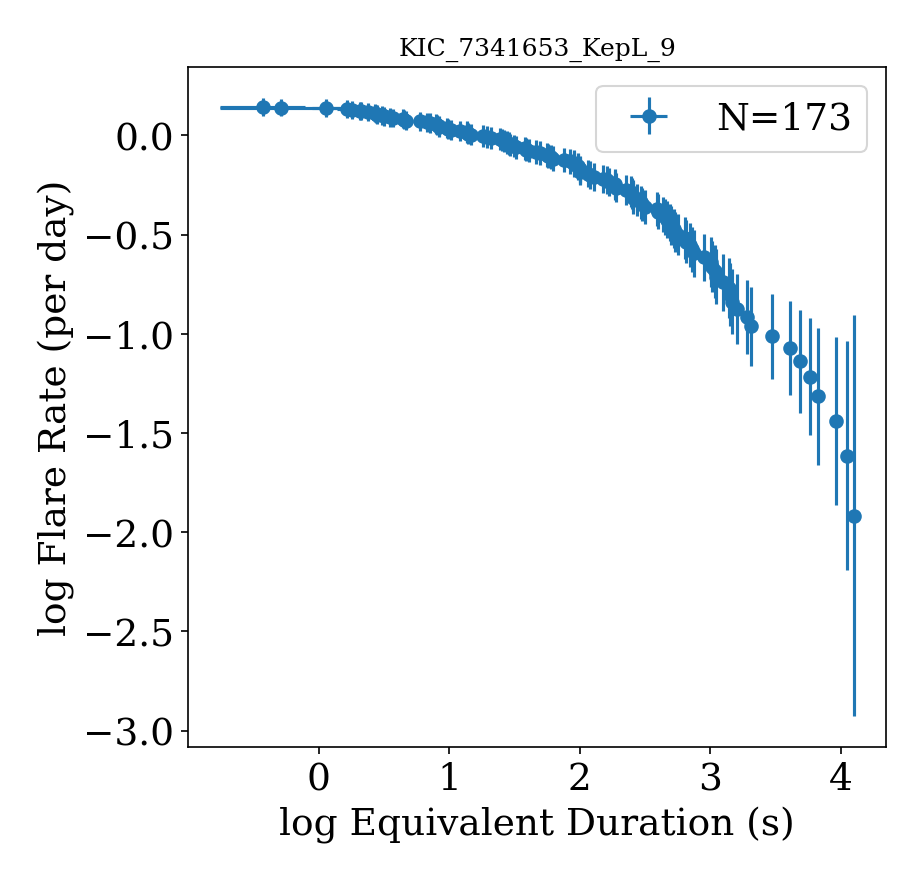 KIC_7341653_KepL_9
N=173
0.0
−0.5
−1.0
−1.5
−2.0
−2.5
−3.0
log Flare Rate (per day)
0 1 2 3 4
log Equivalent Duration (s)